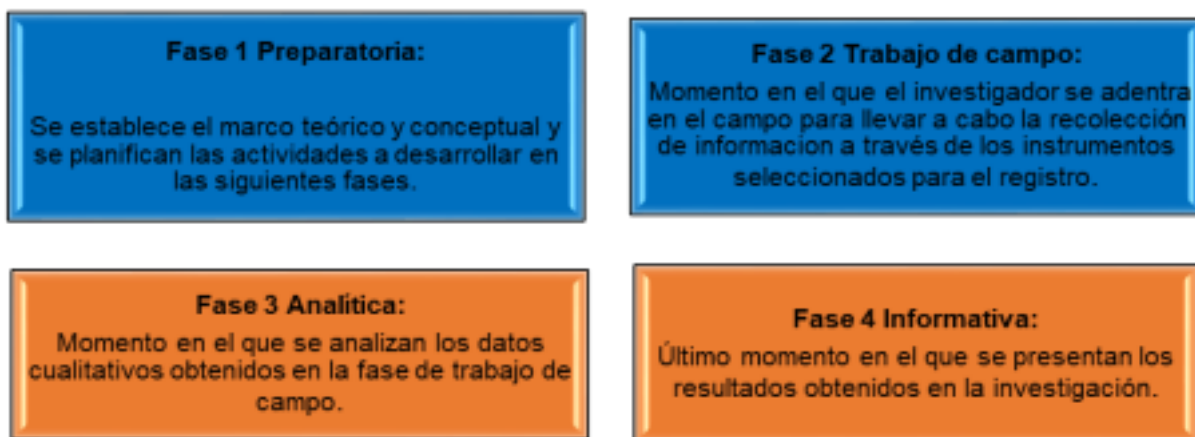 Fase 1 Preparatoria:
Se establece el marco teórico y conceptual y
se planifican las actividades a desarrollar en
las siguientes fases.
Fase 2 Trabajo de campo:
Momento en el que el investigador se adentra
en el campo para llevar a cabo la recolección
de informacion a través de los instrumentos
seleccionados para el registro.
Fase 3 Analítica:
Momento en el que se analizan los datos
cualitativos obtenidos en la fase de trabajo de
campo.
Fase 4 Informativa:
Último momento en el que se presentan los
resultados obtenidos en la investigación.